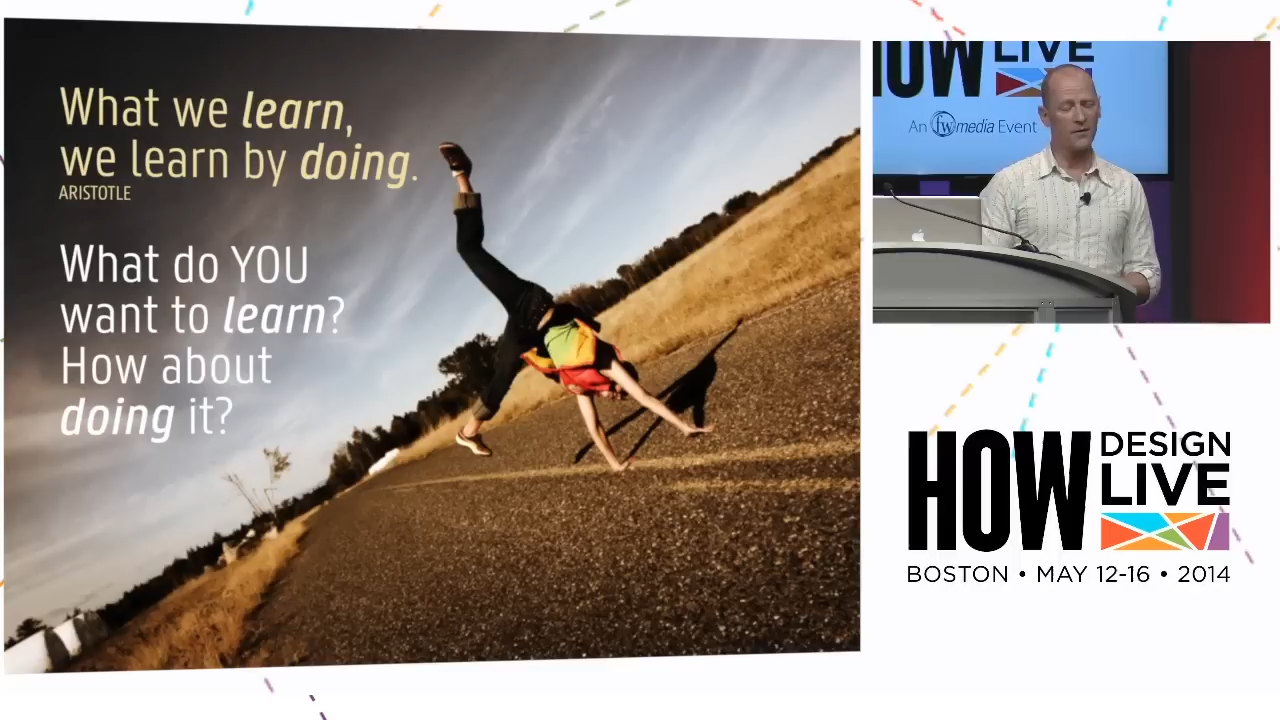 What we learn,
we learn by doing.
ARISTOTLE
What do YOU
want to learn?
How about
doing it?
HOW
LIVE
An fw media Event
HOW
DESIGN
LIVE
BOSTON • MAY 12-16 • 2014